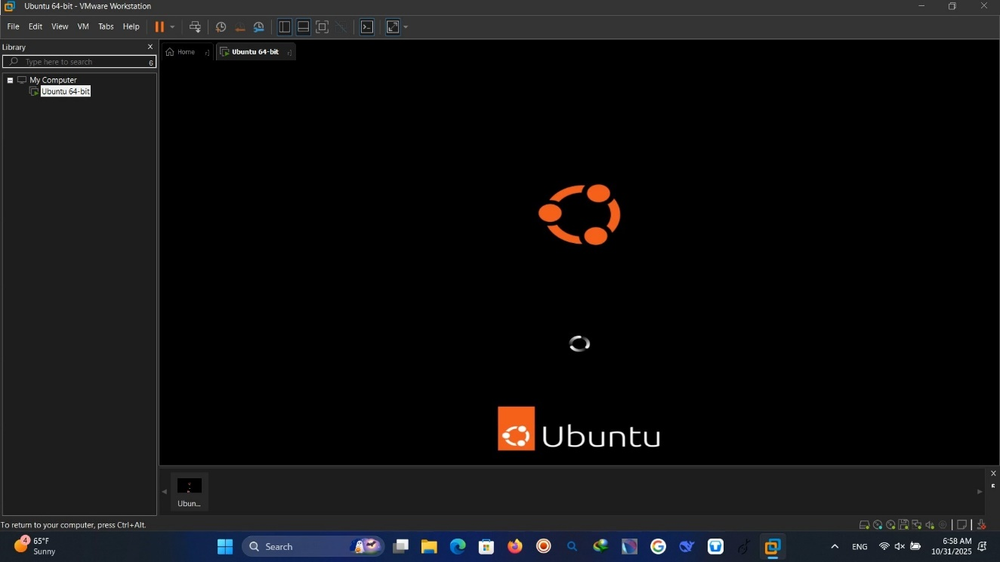 Ubuntu 64-bit - VMware Workstation
File Edit View VM Tabs Help
Library
Home Ubuntu 64-bit
Type here to search
My Computer
Ubuntu 64-bit
Ubuntu
Ubun...
To return to your computer, press Ctrl+Alt.
4
65°F
Sunny
Search
ENG
6:58 AM
10/31/2025